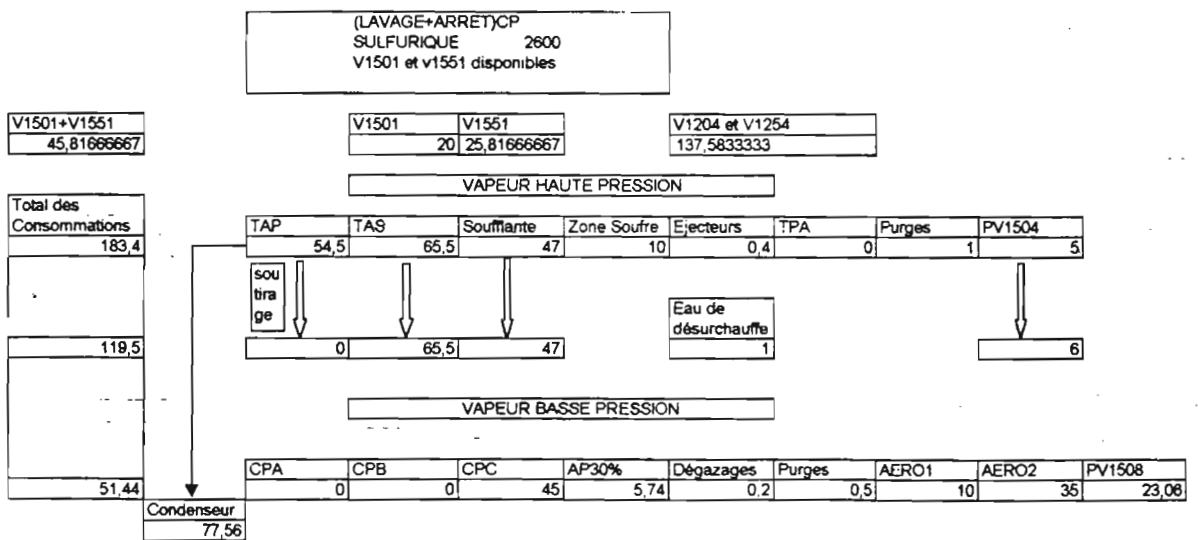 (LAVAGE+ARRET)CP
SULFURIQUE 2600
V1501 et v1551 disponibles
V1501+V1551 V1501 V1551 V1204 et V1254
45,81666667 20 25,81666667 137,5833333
VAPEUR HAUTE PRESSION
Total des
Consommations TAP TAS Soufflante Zone Soufre Ejecteurs TPA Purges PV1504
183,4 54,5 65,5 47 10 0,4 0 1 5
sou
tira
ge
Eau de
désurchauffe
119,5 0 65,5 47 1 6
VAPEUR BASSE PRESSION
CPA CPB CPC AP30% Dégazages Purges AERO1 AERO2 PV1508
51,44 0 0 45 5,74 0,2 0,5 10 35 23,06
Condenseur
77,56